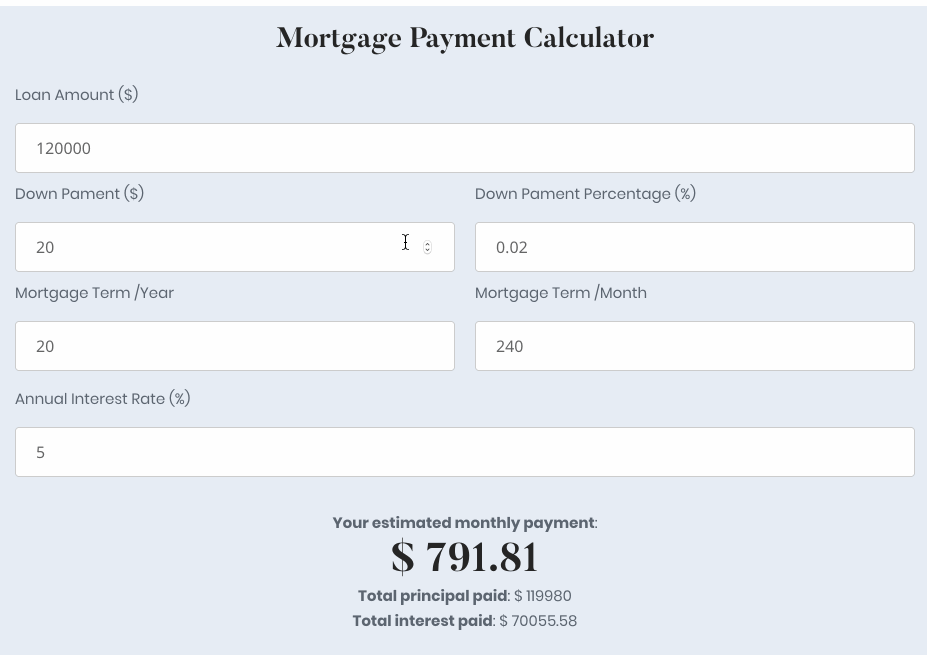 Mortgage Payment Calculator
Loan Amount ($)
120000
Down Pament ($)
Down Pament Percentage (%)
20
0.02
Mortgage Term /Year
Mortgage Term /Month
20
240
Annual Interest Rate (%)
5
Your estimated monthly payment:
$ 791.81
Total principal paid: $ 119980
Total interest paid: $ 70055.58